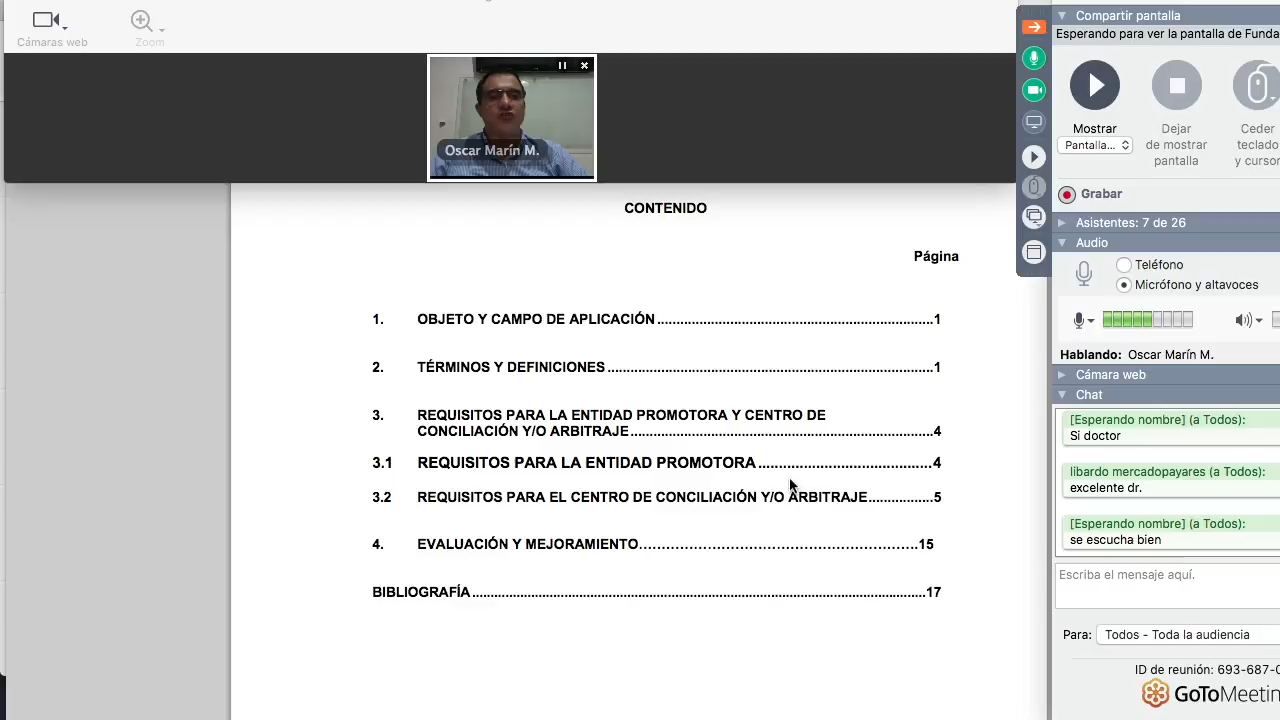 Cámaras web
Zoom
Oscar Marín M.
CONTENIDO
Página
1. OBJETO Y CAMPO DE APLICACIÓN..................................................................1
2. TÉRMINOS Y DEFINICIONES..............................................................................1
3. REQUISITOS PARA LA ENTIDAD PROMOTORA Y CENTRO DE
CONCILIACIÓN Y/O ARBITRAJE.........................................................................4
3.1 REQUISITOS PARA LA ENTIDAD PROMOTORA.......................................4
3.2 REQUISITOS PARA EL CENTRO DE CONCILIACIÓN Y/O ARBITRAJE...............5
4. EVALUACIÓN Y MEJORAMIENTO..................................................15
BIBLIOGRAFÍA.............................................................................................................17
Compartir pantalla
Esperando para ver la pantalla de Funda
Mostrar
Pantalla...
Dejar
de mostrar
pantalla
Ceder
teclado
y cursor
Grabar
Asistentes: 7 de 26
Audio
Teléfono
Micrófono y altavoces
Hablando: Oscar Marín M.
Cámara web
Chat
[Esperando nombre] (a Todos):
Si doctor
libardo mercadopayares (a Todos):
excelente dr.
[Esperando nombre] (a Todos):
se escucha bien
Escriba el mensaje aquí.
Para: Todos - Toda la audiencia
ID de reunión: 693-687-0
GoToMeetin